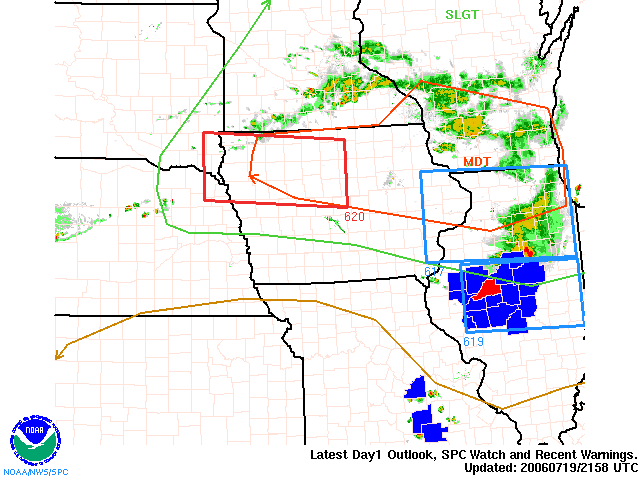 SLGT
MDT
620
617
619
NOAA
NOAA/NWS/SPC
Latest Day1 Outlook, SPC Watch and Recent Warnings.
Updated: 20060719/2158 UTC